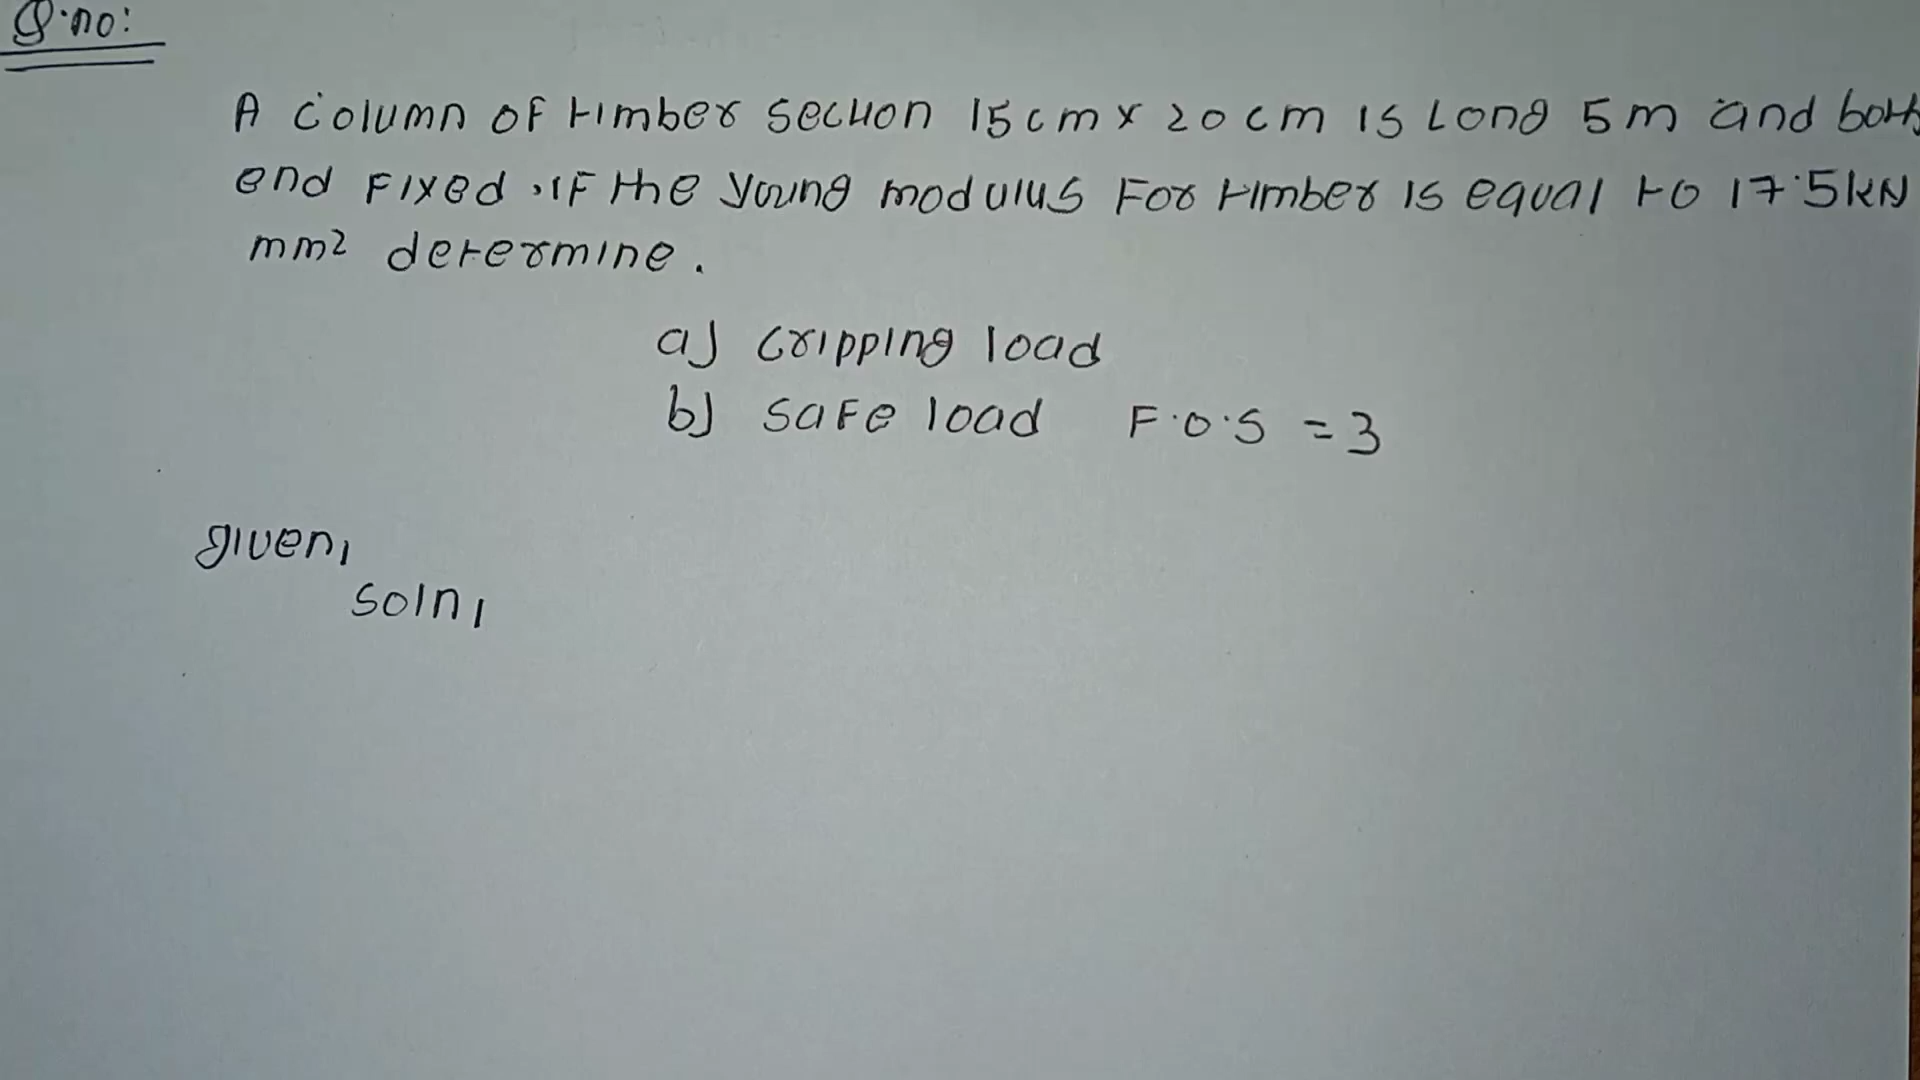 Q.no:
A column of timber section 15cm x 20cm is Long 5m and both
end fixed. if the young modulus For timber is equal to 17.5kN
mm² determine.
a) cripping load
b) safe load F.O.S = 3
given,
soln,